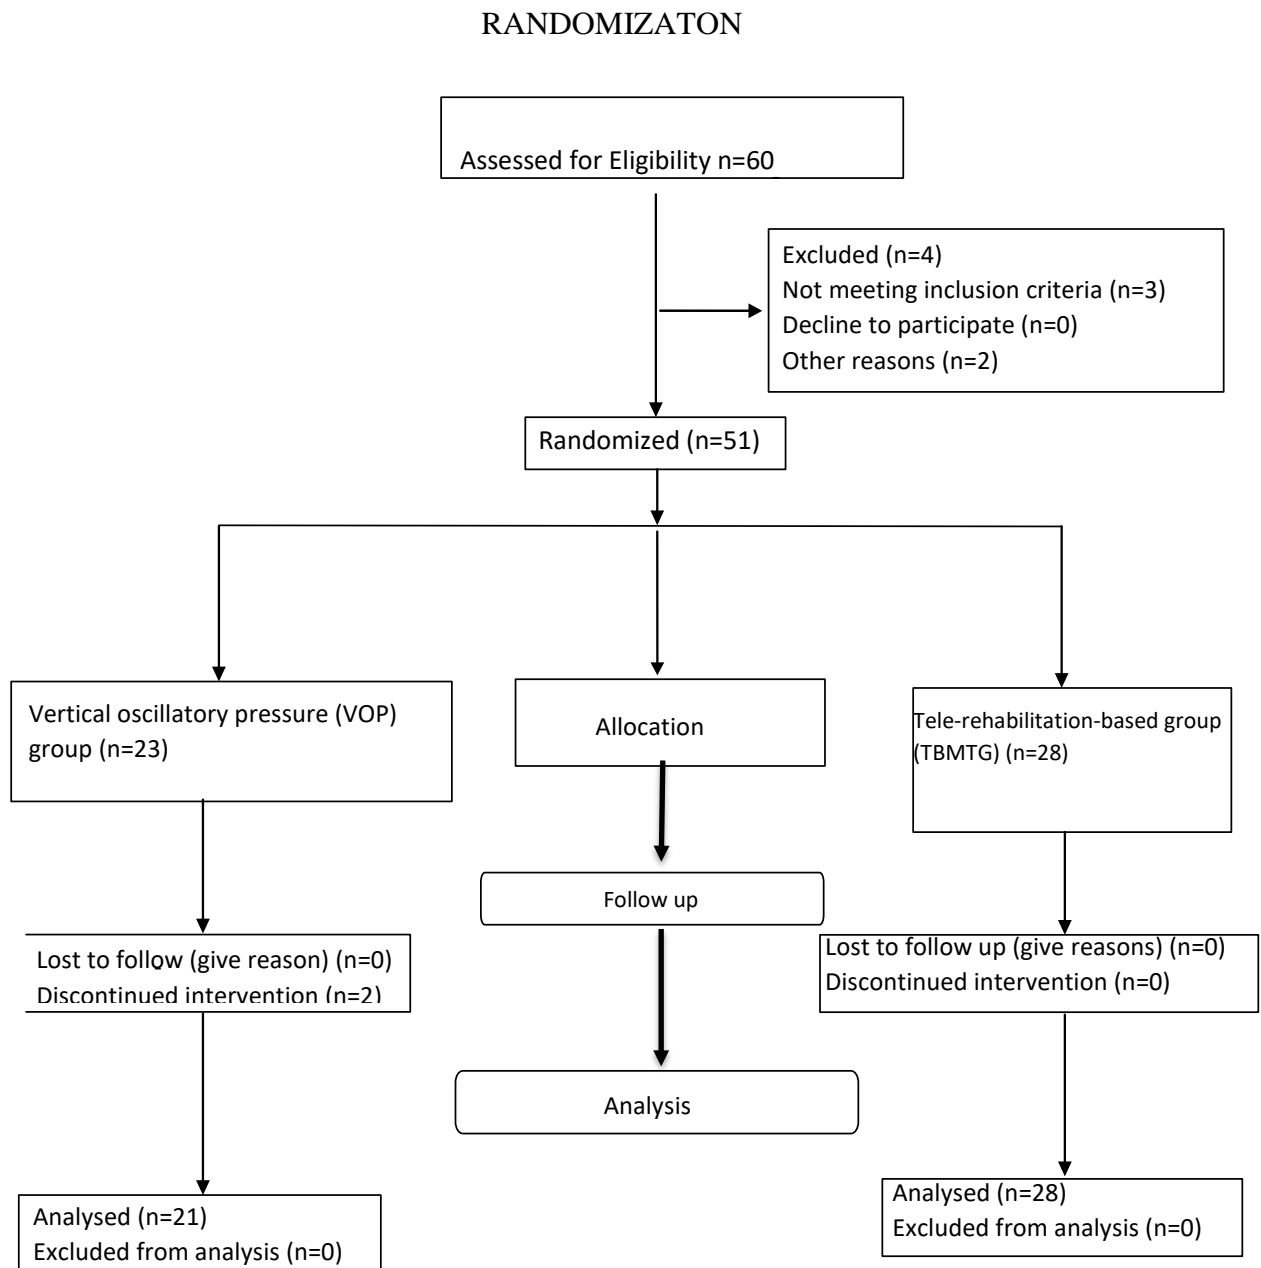 RANDOMIZATON
Assessed for Eligibility n=60
Excluded (n=4)
Not meeting inclusion criteria (n=3)
Decline to participate (n=0)
Other reasons (n=2)
Randomized (n=51)
Vertical oscillatory pressure (VOP)
group (n=23)
Allocation
Tele-rehabilitation-based group
(TBMTG) (n=28)
Follow up
Lost to follow (give reason) (n=0)
Discontinued intervention (n=2)
Lost to follow up (give reasons) (n=0)
Discontinued intervention (n=0)
Analysis
Analysed (n=21)
Excluded from analysis (n=0)
Analysed (n=28)
Excluded from analysis (n=0)